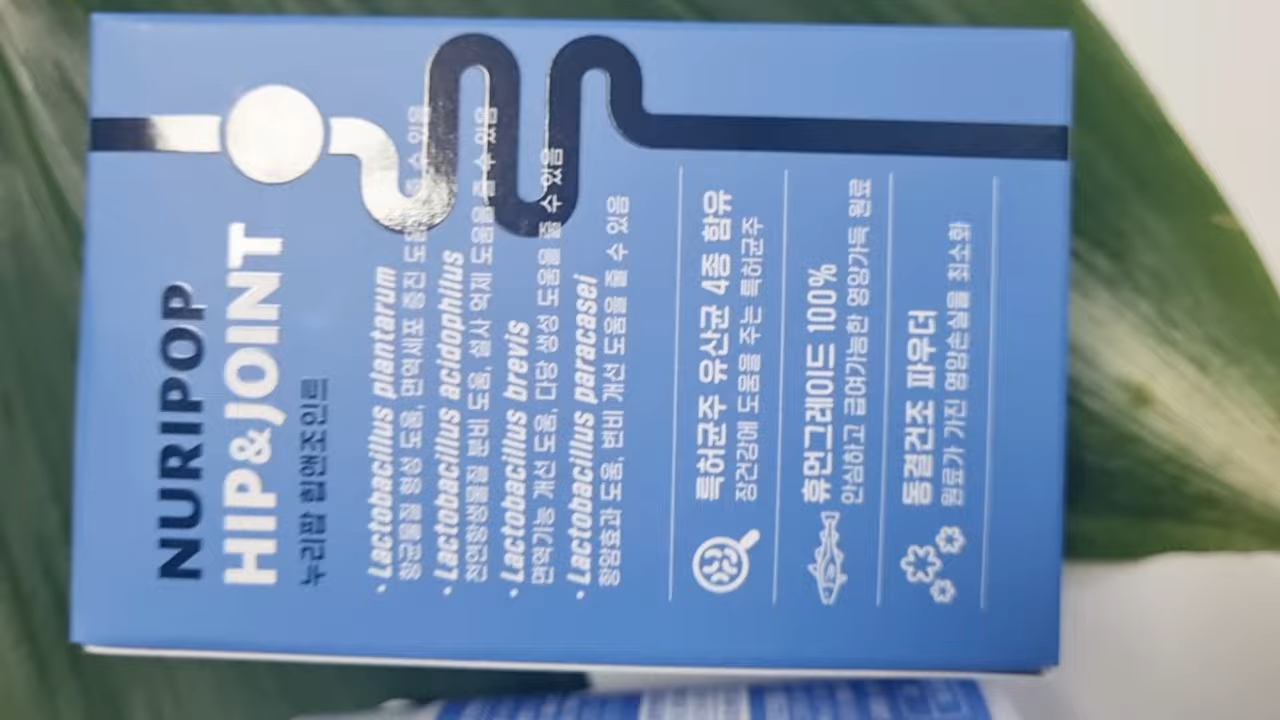 NURIPOP
HIP&JOINT
누리팝 힙앤조인트
· Lactobacillus plantarum
항균물질 형성 도움, 면역세포 증진 도움을 줄 수 있음
· Lactobacillus acidophilus
천연항생물질 분비 도움, 설사 억제 도움을 줄 수 있음
· Lactobacillus brevis
면역기능 개선 도움, 다당 생성 도움을 줄 수 있음
· Lactobacillus paracasei
항암효과 도움, 변비 개선 도움을 줄 수 있음
특허균주 유산균 4종 함유
장건강에 도움을 주는 특허균주
휴먼그레이드 100%
안심하고 급여가능한 영양가득 원료
동결건조 파우더
원료가 가진 영양손실을 최소화